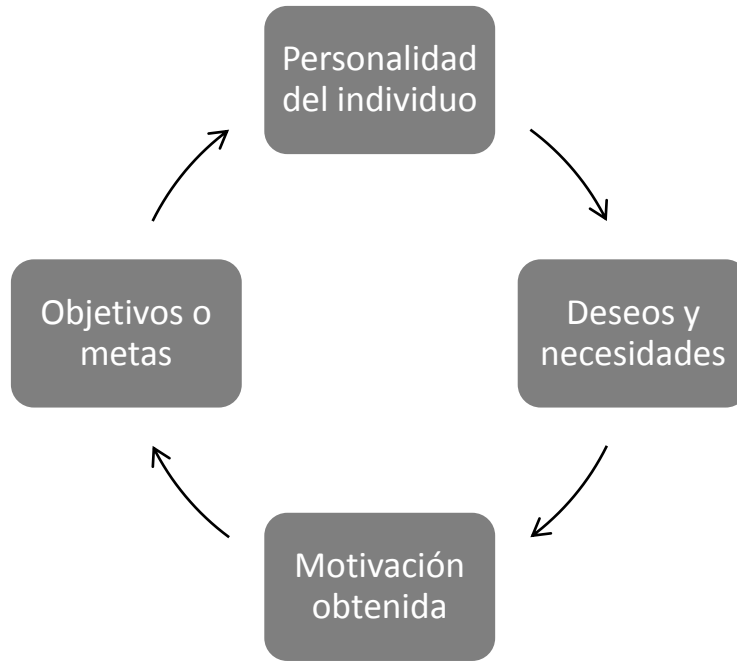 Personalidad
del individuo
Deseos y
necesidades
Motivación
obtenida
Objetivos o
metas